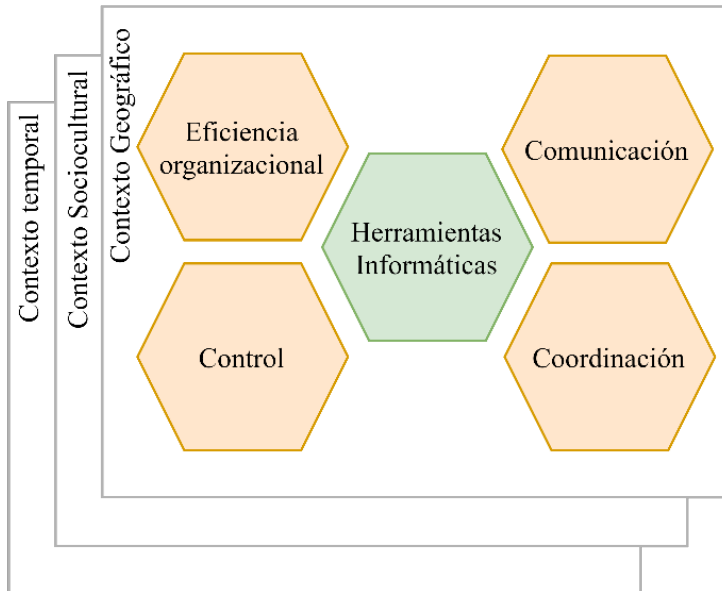 Contexto temporal
Contexto Sociocultural
Contexto Geográfico
Eficiencia
organizacional
Comunicación
Herramientas
Informáticas
Control
Coordinación